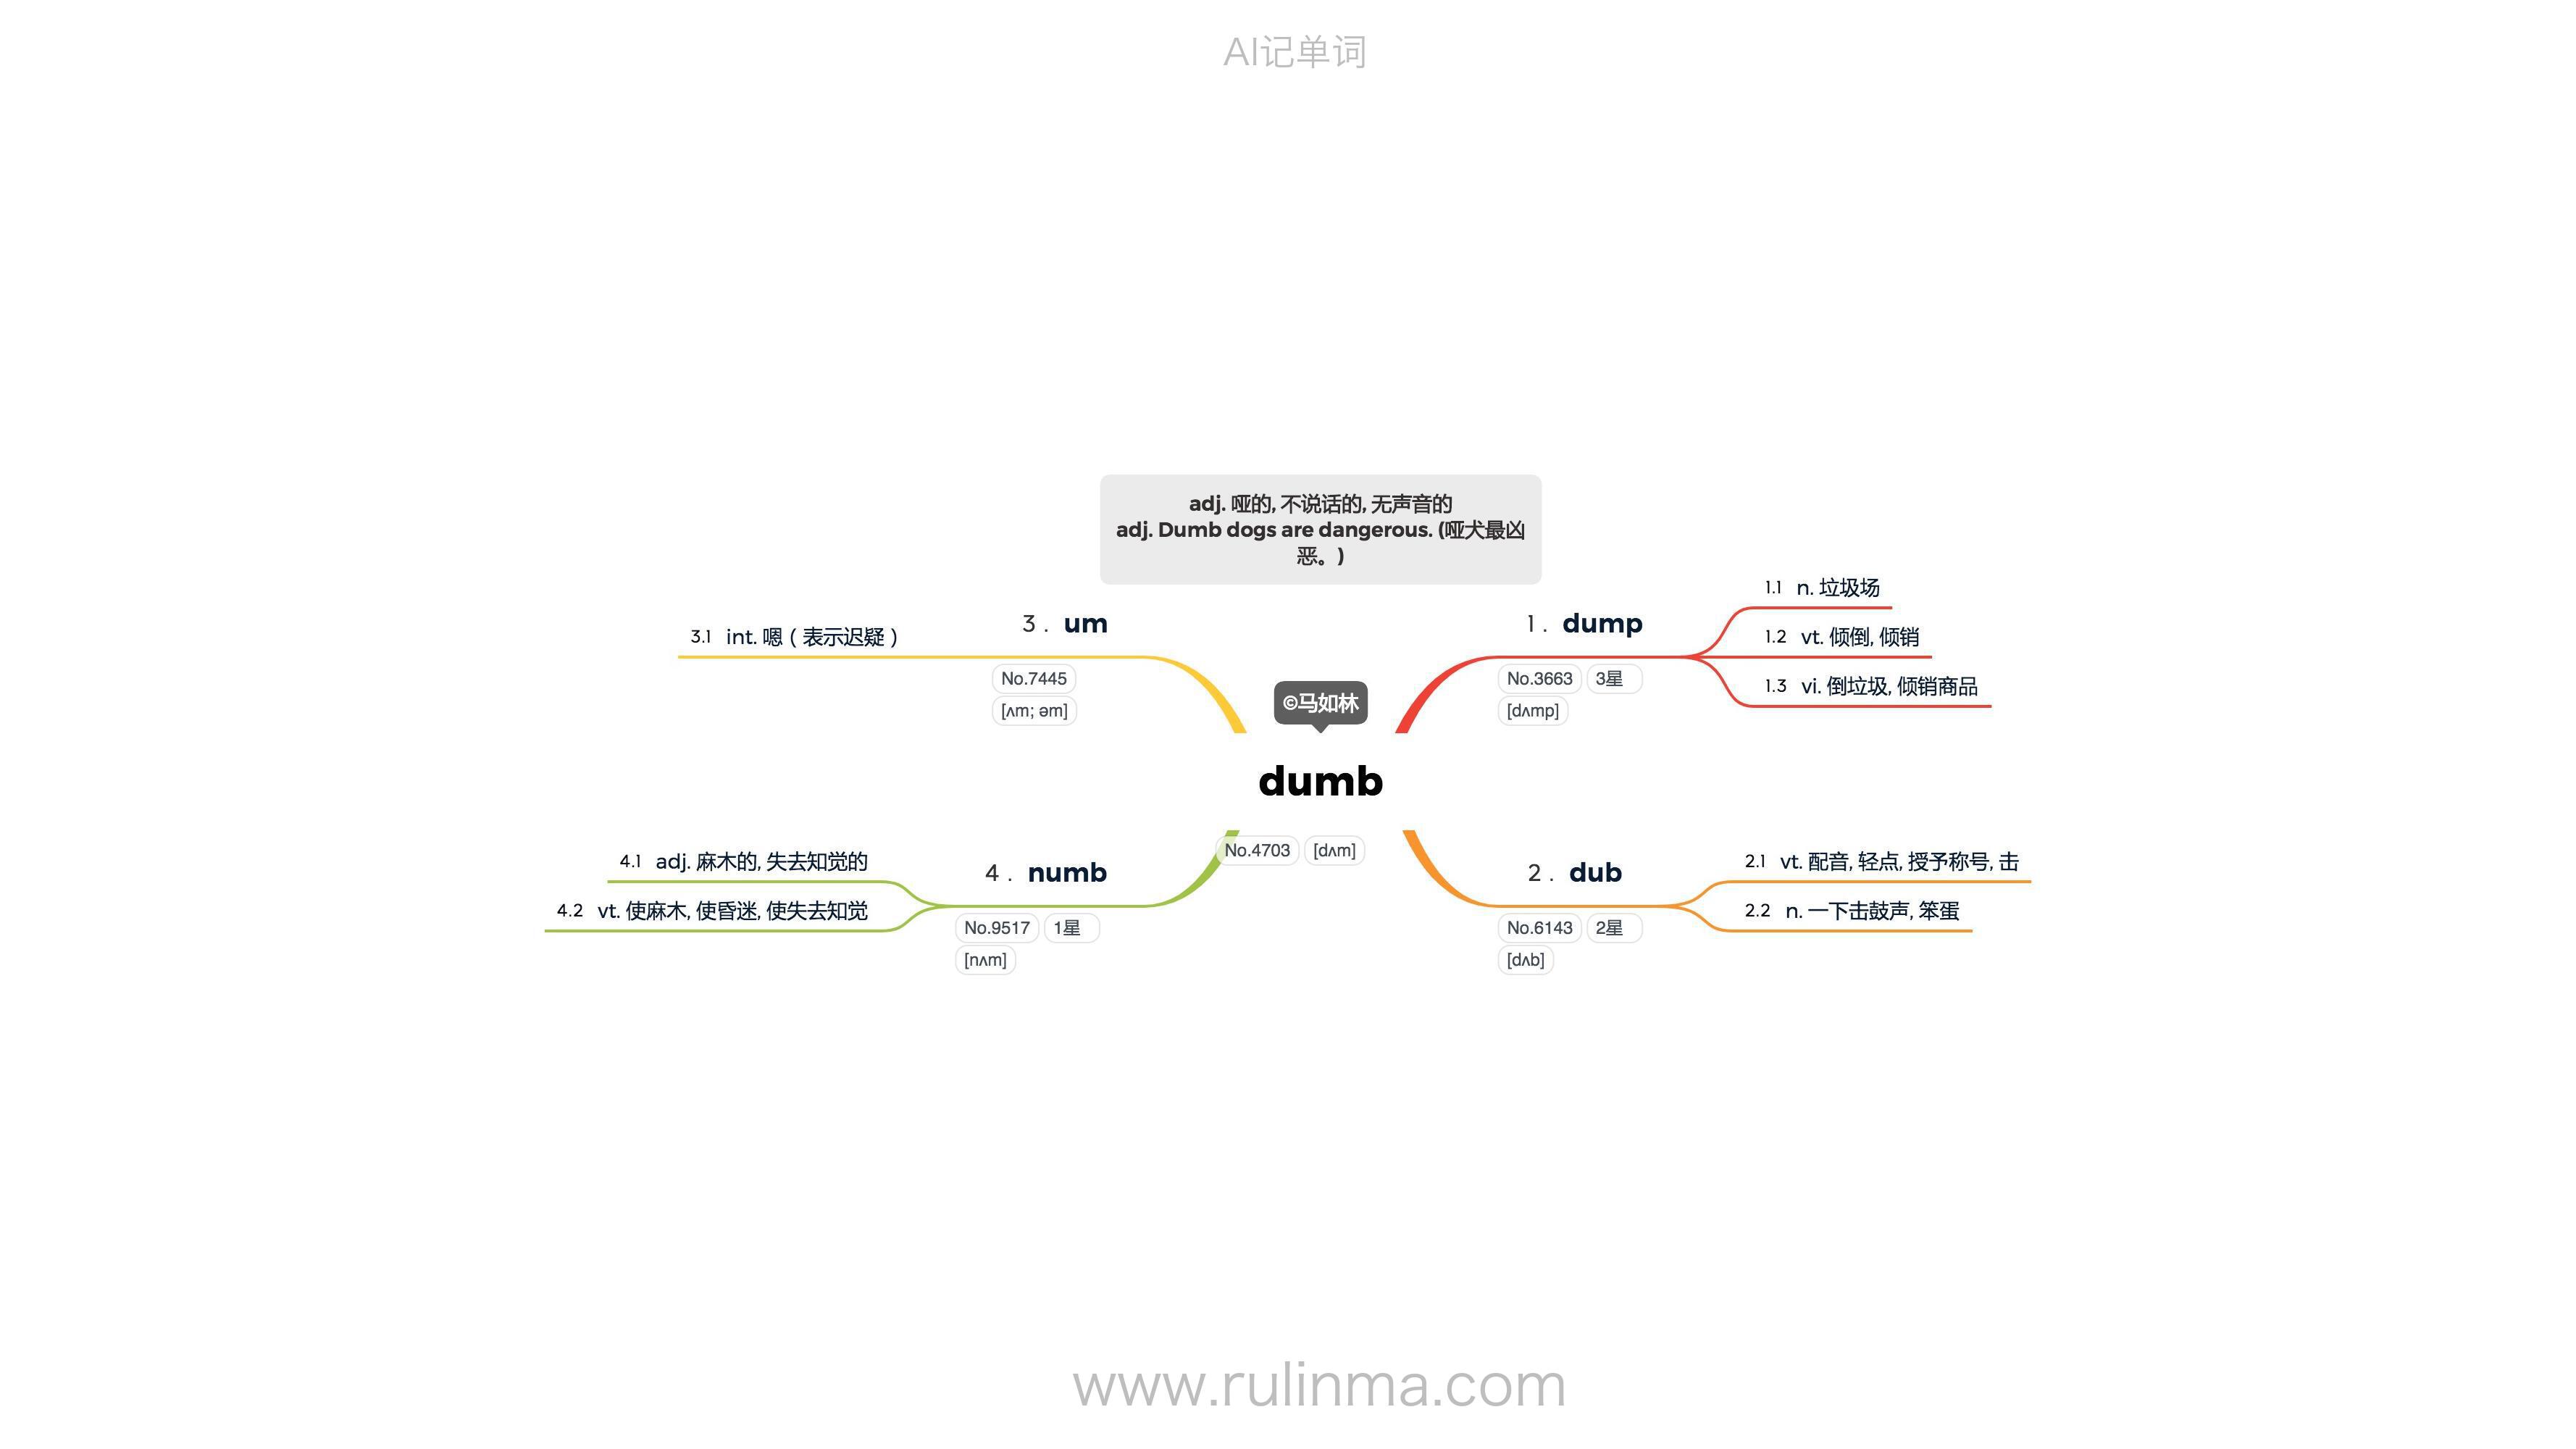 AI记单词
adj. 哑的, 不说话的, 无声音的
adj. Dumb dogs are dangerous. (哑犬最凶
恶。)
©马如林
dumb
No.4703 [dʌm]
1 . dump
No.3663 3星
[dʌmp]
1.1 n. 垃圾场
1.2 vt. 倾倒, 倾销
1.3 vi. 倒垃圾, 倾销商品
2 . dub
No.6143 2星
[dʌb]
2.1 vt. 配音, 轻点, 授予称号, 击
2.2 n. 一下击鼓声, 笨蛋
3 . um
No.7445
[ʌm; əm]
3.1 int. 嗯（表示迟疑）
4 . numb
No.9517 1星
[nʌm]
4.1 adj. 麻木的, 失去知觉的
4.2 vt. 使麻木, 使昏迷, 使失去知觉
www.rulinma.com